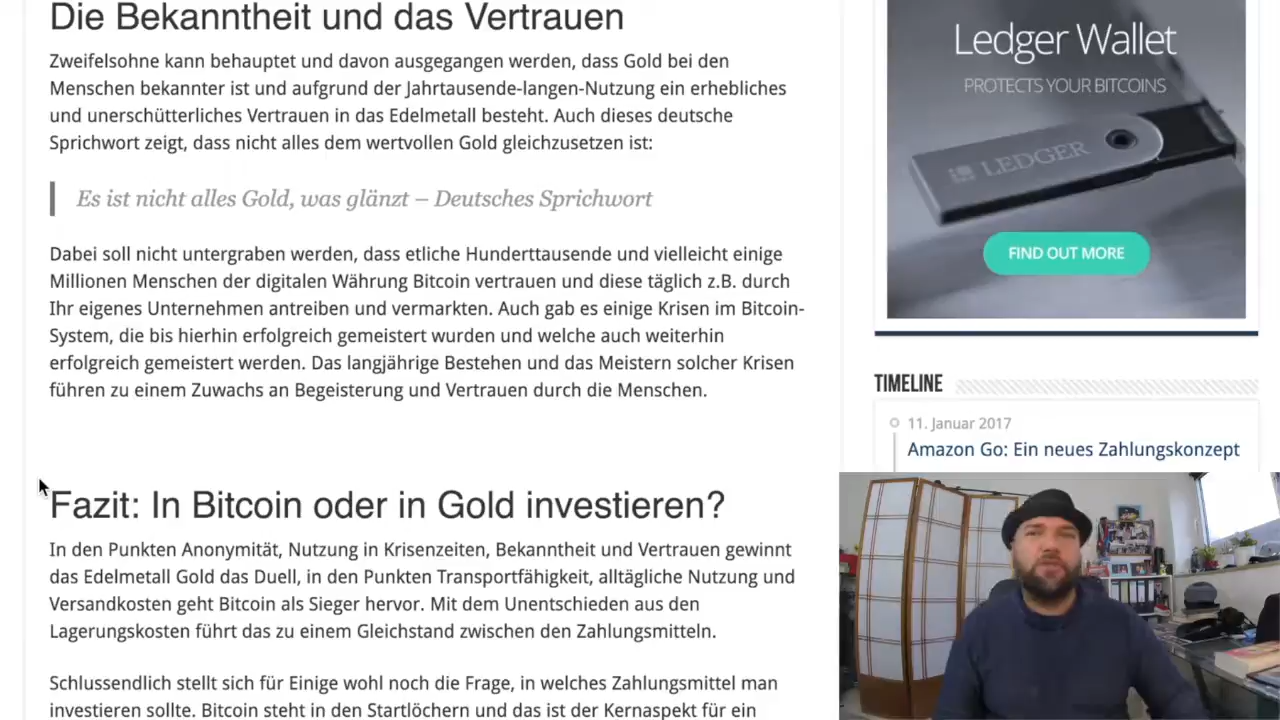 Die Bekanntheit und das Vertrauen
Zweifelsohne kann behauptet und davon ausgegangen werden, dass Gold bei den
Menschen bekannter ist und aufgrund der Jahrtausende-langen-Nutzung ein erhebliches
und unerschütterliches Vertrauen in das Edelmetall besteht. Auch dieses deutsche
Sprichwort zeigt, dass nicht alles dem wertvollen Gold gleichzusetzen ist:
Es ist nicht alles Gold, was glänzt – Deutsches Sprichwort
Dabei soll nicht untergraben werden, dass etliche Hunderttausende und vielleicht einige
Millionen Menschen der digitalen Währung Bitcoin vertrauen und diese täglich z.B. durch
Ihr eigenes Unternehmen antreiben und vermarkten. Auch gab es einige Krisen im Bitcoin-
System, die bis hierhin erfolgreich gemeistert wurden und welche auch weiterhin
erfolgreich gemeistert werden. Das langjährige Bestehen und das Meistern solcher Krisen
führen zu einem Zuwachs an Begeisterung und Vertrauen durch die Menschen.
Fazit: In Bitcoin oder in Gold investieren?
In den Punkten Anonymität, Nutzung in Krisenzeiten, Bekanntheit und Vertrauen gewinnt
das Edelmetall Gold das Duell, in den Punkten Transportfähigkeit, alltägliche Nutzung und
Versandkosten geht Bitcoin als Sieger hervor. Mit dem Unentschieden aus den
Lagerungskosten führt das zu einem Gleichstand zwischen den Zahlungsmitteln.
Schlussendlich stellt sich für Einige wohl noch die Frage, in welches Zahlungsmittel man
investieren sollte. Bitcoin steht in den Startlöchern und das ist der Kernaspekt für ein
Ledger Wallet
PROTECTS YOUR BITCOINS
LEDGER
FIND OUT MORE
TIMELINE
11. Januar 2017
Amazon Go: Ein neues Zahlungskonzept